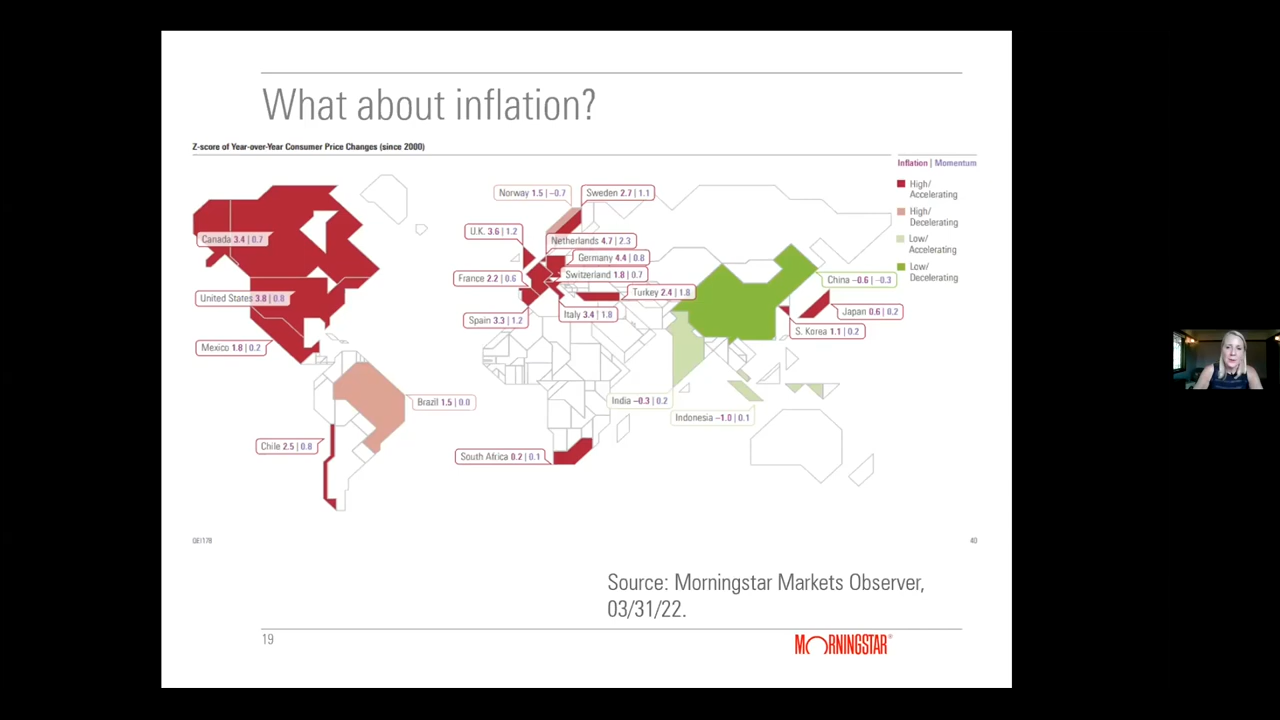 What about inflation?
Z-score of Year-over-Year Consumer Price Changes (since 2000)
Inflation | Momentum
High/
Accelerating
High/
Decelerating
Low/
Accelerating
Low/
Decelerating
Norway 1.5 | –0.7
Sweden 2.7 | 1.1
U.K. 3.6 | 1.2
Netherlands 4.7 | 2.3
Canada 3.4 | 0.7
Germany 4.4 | 0.8
Switzerland 1.8 | 0.7
France 2.2 | 0.6
China –0.6 | –0.3
Turkey 2.4 | 1.8
United States 3.8 | 0.8
Japan 0.6 | 0.2
Italy 3.4 | 1.8
Spain 3.3 | 1.2
S. Korea 1.1 | 0.2
Mexico 1.8 | 0.2
Brazil 1.5 | 0.0
India –0.3 | 0.2
Indonesia –1.0 | 0.1
Chile 2.5 | 0.8
South Africa 0.2 | 0.1
40
Source: Morningstar Markets Observer,
03/31/22.
19
MORNINGSTAR®